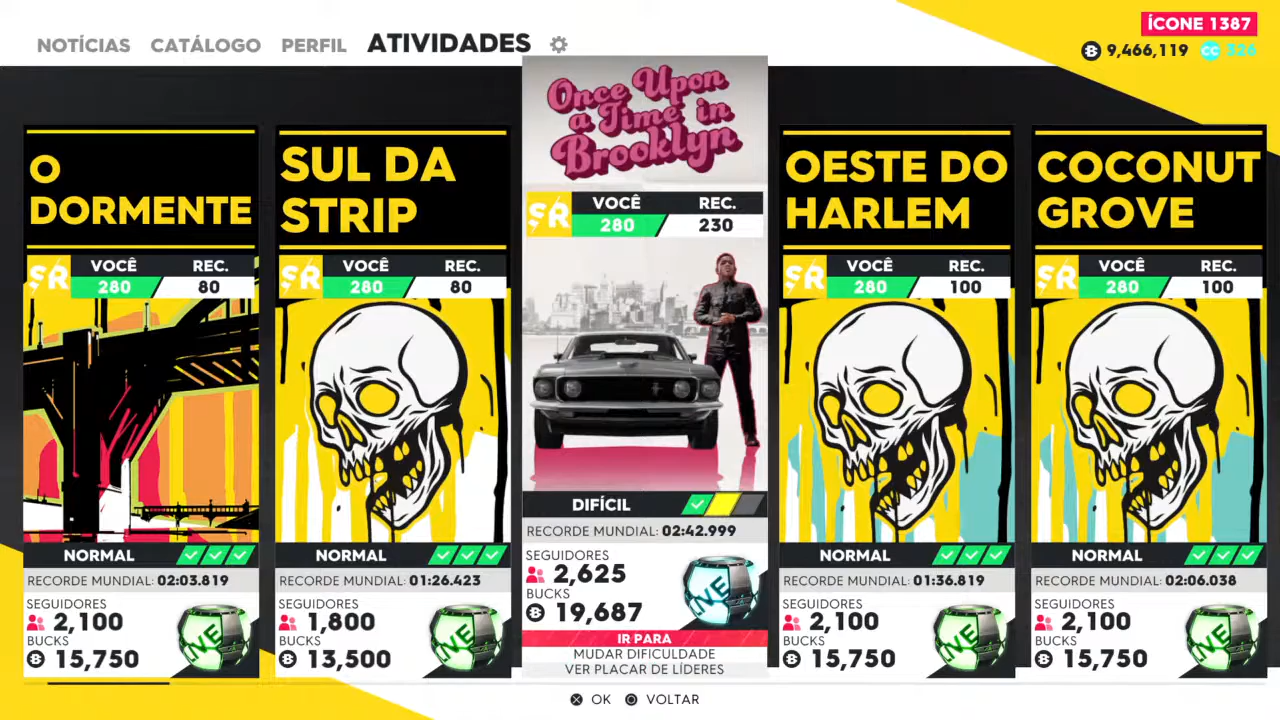 NOTÍCIAS CATÁLOGO PERFIL ATIVIDADES
ÍCONE 1387
9,466,119 CC 326
O
DORMENTE
SR VOCÊ REC.
280 80
NORMAL
RECORDE MUNDIAL: 02:03.819
SEGUIDORES
2,100
BUCKS
15,750
SUL DA
STRIP
SR VOCÊ REC.
280 80
NORMAL
RECORDE MUNDIAL: 01:26.423
SEGUIDORES
1,800
BUCKS
13,500
Once Upon
a Time in
Brooklyn
SR VOCÊ REC.
280 230
DIFÍCIL
RECORDE MUNDIAL: 02:42.999
SEGUIDORES
2,625
BUCKS
19,687
IR PARA
MUDAR DIFICULDADE
VER PLACAR DE LÍDERES
OESTE DO
HARLEM
SR VOCÊ REC.
280 100
NORMAL
RECORDE MUNDIAL: 01:36.819
SEGUIDORES
2,100
BUCKS
15,750
COCONUT
GROVE
SR VOCÊ REC.
280 100
NORMAL
RECORDE MUNDIAL: 02:06.038
SEGUIDORES
2,100
BUCKS
15,750
OK VOLTAR